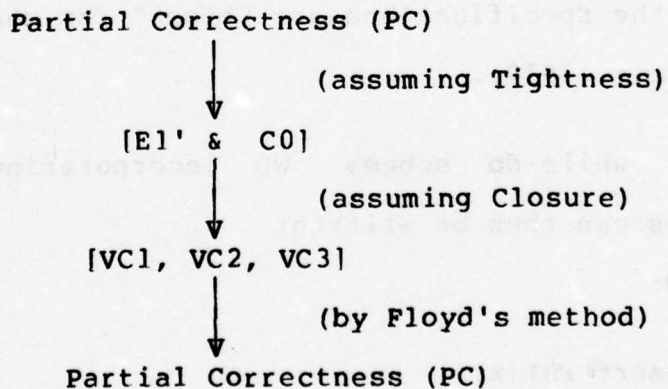 Partial Correctness (PC)
(assuming Tightness)
[E1' & C0]
(assuming Closure)
[VC1, VC2, VC3]
(by Floyd's method)
Partial Correctness (PC)